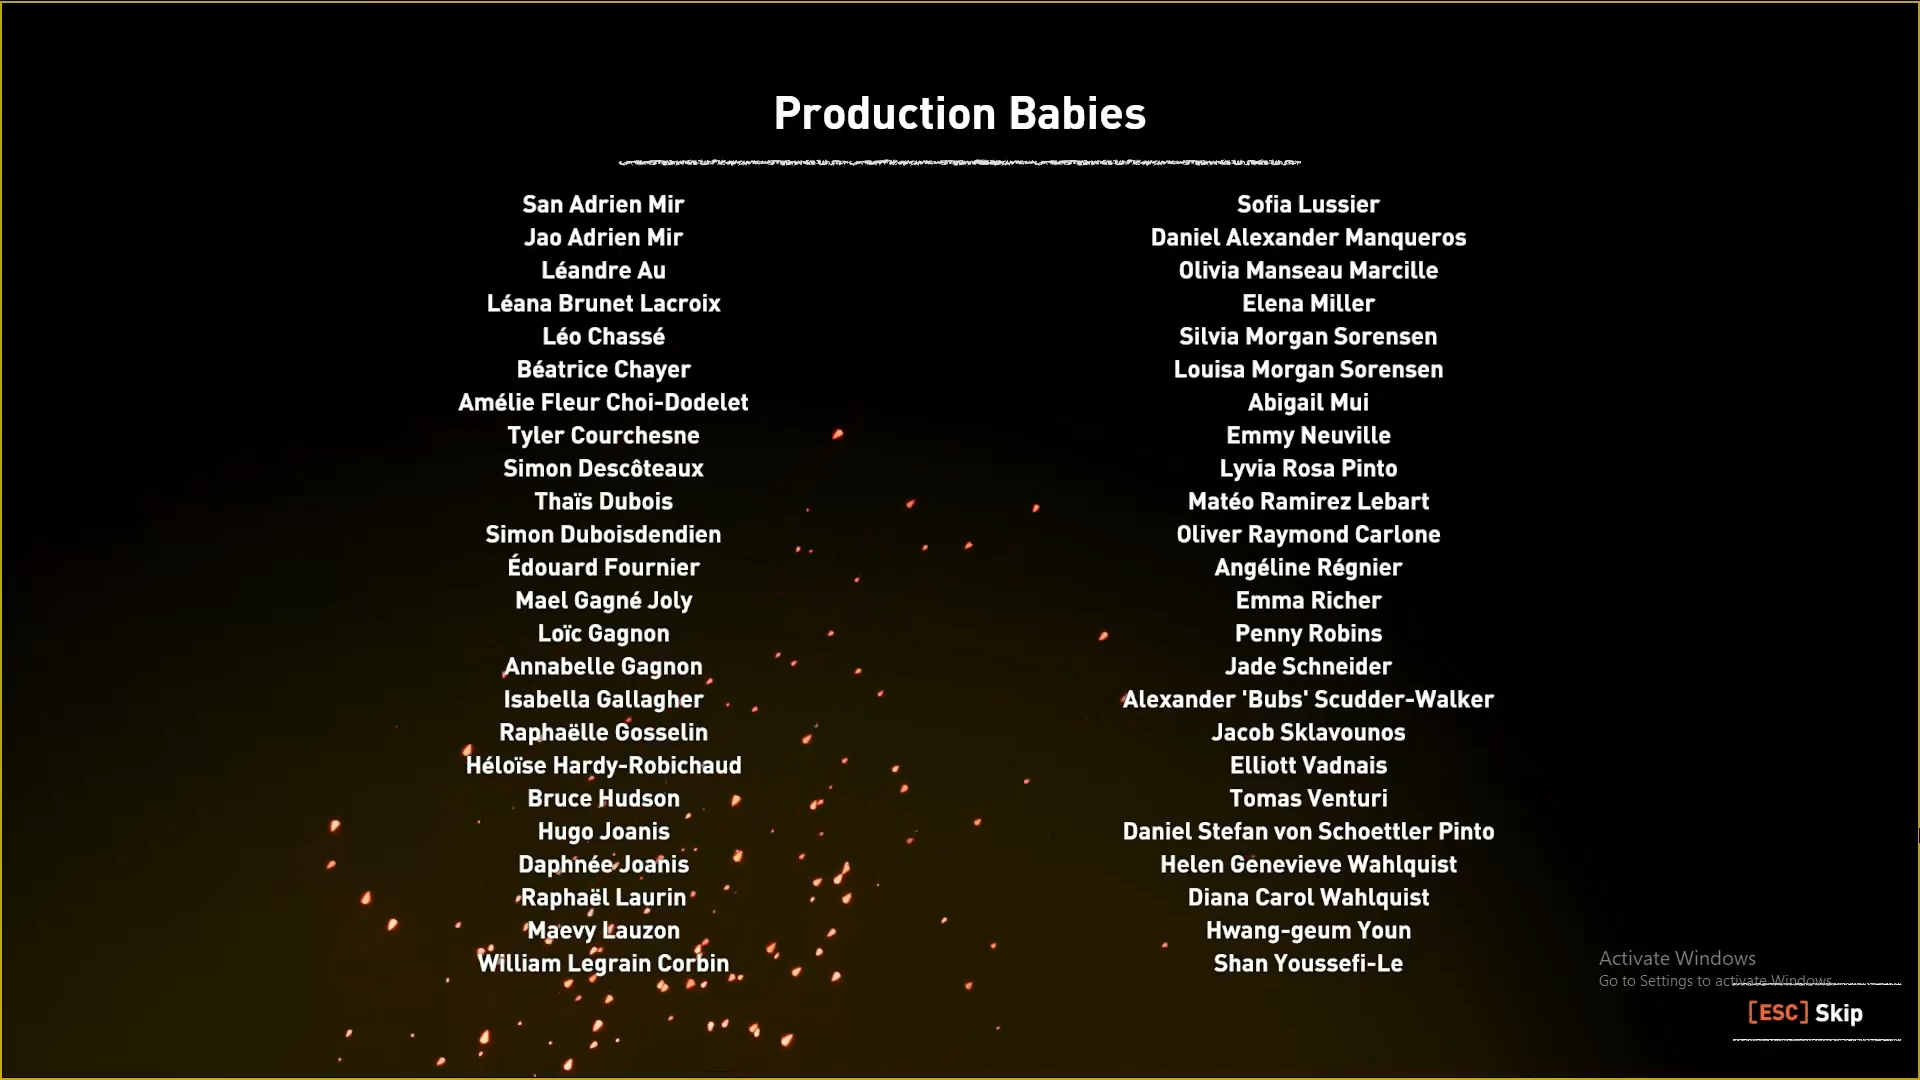 Production Babies
San Adrien Mir
Jao Adrien Mir
Léandre Au
Léana Brunet Lacroix
Léo Chassé
Béatrice Chayer
Amélie Fleur Choi-Dodelet
Tyler Courchesne
Simon Descôteaux
Thaïs Dubois
Simon Duboisdendien
Édouard Fournier
Mael Gagné Joly
Loïc Gagnon
Annabelle Gagnon
Isabella Gallagher
Raphaëlle Gosselin
Héloïse Hardy-Robichaud
Bruce Hudson
Hugo Joanis
Daphnée Joanis
Raphaël Laurin
Maevy Lauzon
William Legrain Corbin
Sofia Lussier
Daniel Alexander Manqueros
Olivia Manseau Marcille
Elena Miller
Silvia Morgan Sorensen
Louisa Morgan Sorensen
Abigail Mui
Emmy Neuville
Lyvia Rosa Pinto
Matéo Ramirez Lebart
Oliver Raymond Carlone
Angéline Régnier
Emma Richer
Penny Robins
Jade Schneider
Alexander 'Bubs' Scudder-Walker
Jacob Sklavounos
Elliott Vadnais
Tomas Venturi
Daniel Stefan von Schoettler Pinto
Helen Genevieve Wahlquist
Diana Carol Wahlquist
Hwang-geum Youn
Shan Youssefi-Le
Activate Windows
Go to Settings to activate Windows.
[ESC] Skip